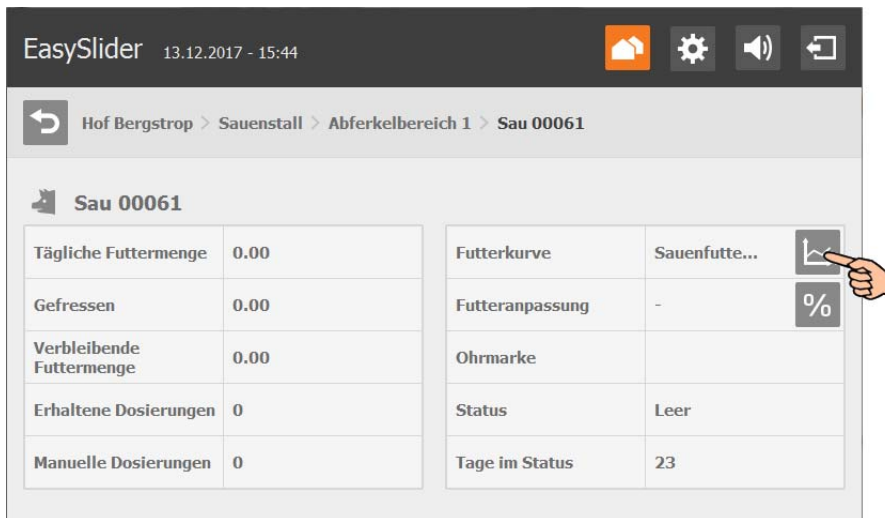 EasySlider 13.12.2017 - 15:44
Hof Bergstrop > Sauenstall > Abferkelbereich 1 > Sau 00061
Sau 00061
Tägliche Futtermenge 0.00
Gefressen 0.00
Verbleibende
Futtermenge 0.00
Erhaltene Dosierungen 0
Manuelle Dosierungen 0
Futterkurve Sauenfutte...
Futteranpassung - %
Ohrmarke
Status Leer
Tage im Status 23